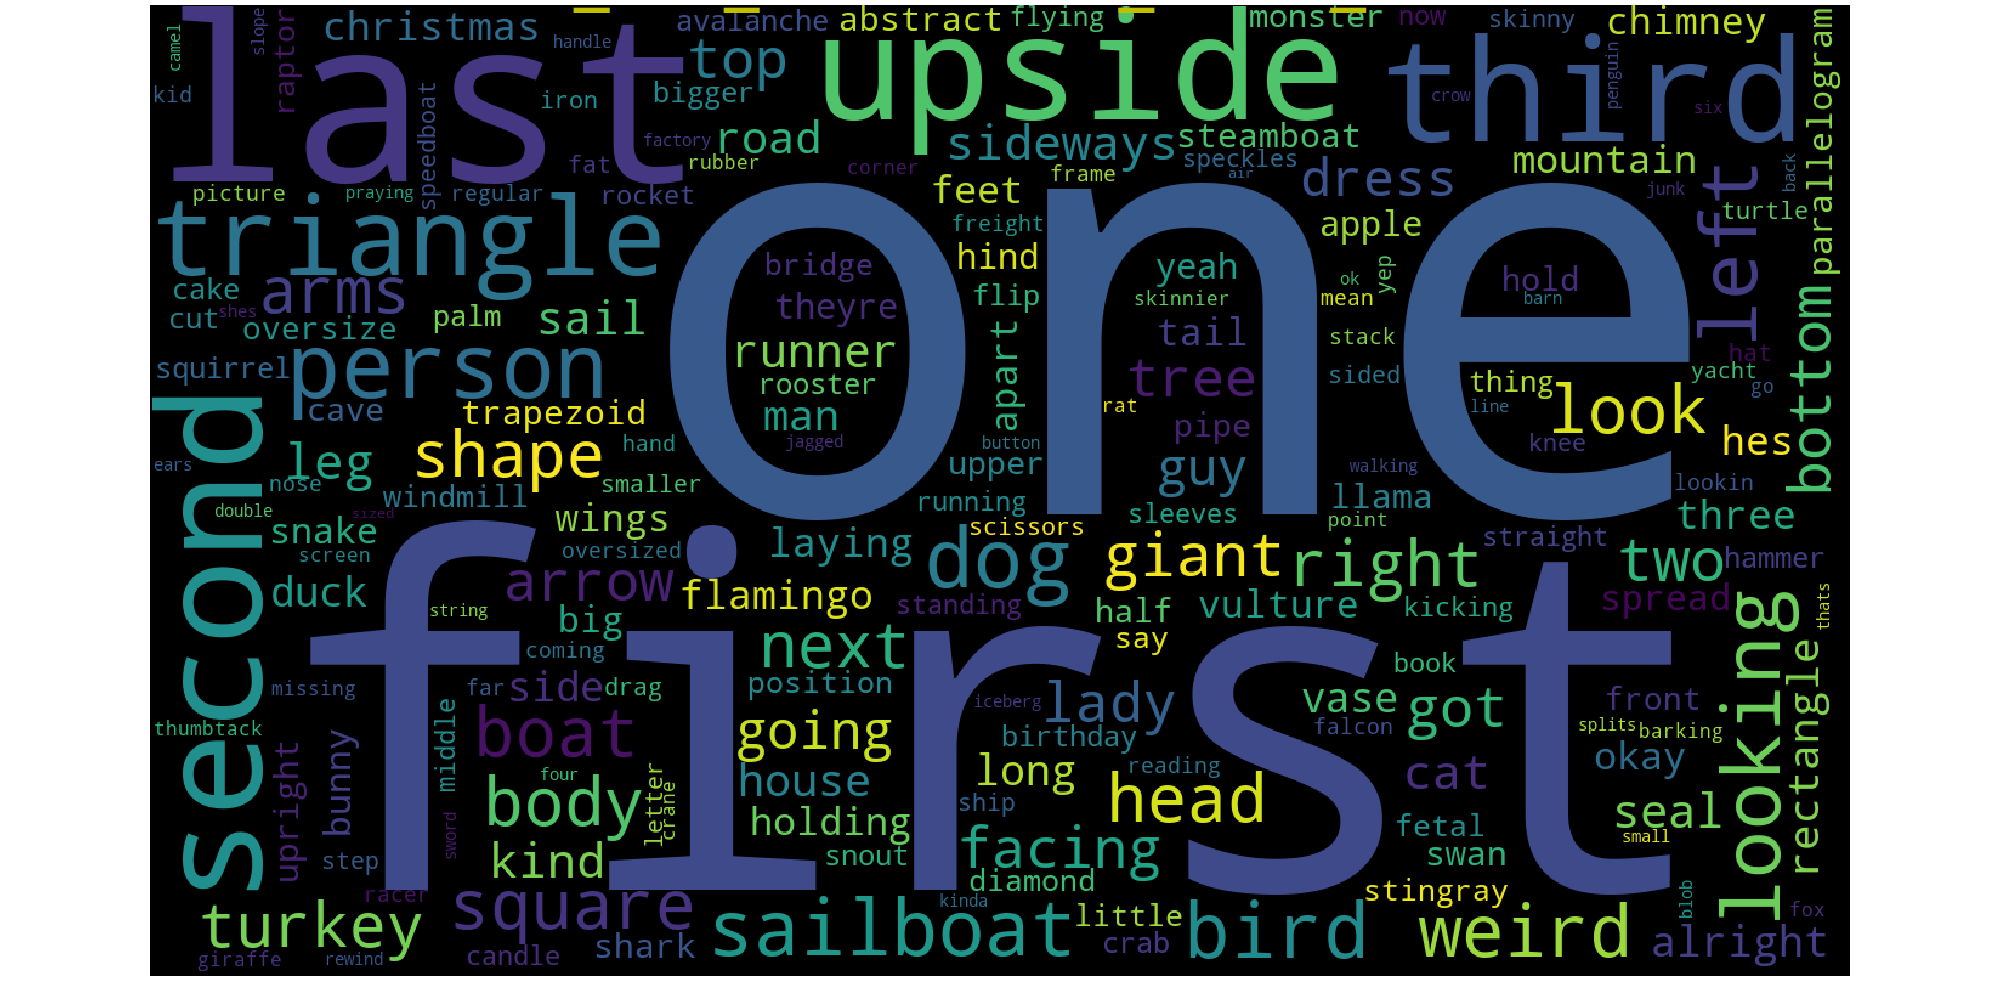 camel
slope
christmas
handle
avalanche
abstract
flying
monster
now
skinny
chimney
last
raptor
top
upside
third
penguin
parallelogram
kid
speedboat
iron
bigger
crow
six
factory
road
sideways
steamboat
mountain
back
fat
rubber
corner
speckles
air
frame
dress
junk
left
picture
praying
regular
rocket
feet
turtle
triangle
one
freight
apple
bridge
hind
yeah
ok
yep
hold
cake
arms
theyre
flip
skinnier
mean
barn
bottom
cut
shes
oversize
palm
sail
runner
apart
tail
stack
squirrel
person
rooster
tree
sided
thing
hat
yacht
go
second
cave
trapezoid
man
rat
pipe
line
look
jagged
knee
hes
ears
leg
shape
hand
button
upper
guy
walking
nose
windmill
smaller
running
llama
lookin
double
snake
sized
wings
scissors
sleeves
point
three
screen
oversized
laying
dog
giant
right
straight
two
hammer
duck
arrow
flamingo
standing
half
vulture
kicking
spread
thats
string
big
first
say
looking
coming
next
book
rectangle
missing
far
side
drag
position
iceberg
lady
vase
got
front
thumbtack
middle
boat
going
birthday
falcon
splits
barking
upright
bunny
four
house
long
reading
cat
okay
body
letter
crane
ship
head
seal
sword
holding
fetal
small
step
kind
snout
facing
swan
racer
diamond
stingray
blob
turkey
square
sailboat
kinda
little
bird
weird
fox
giraffe
rewind
candle
shark
crab
alright